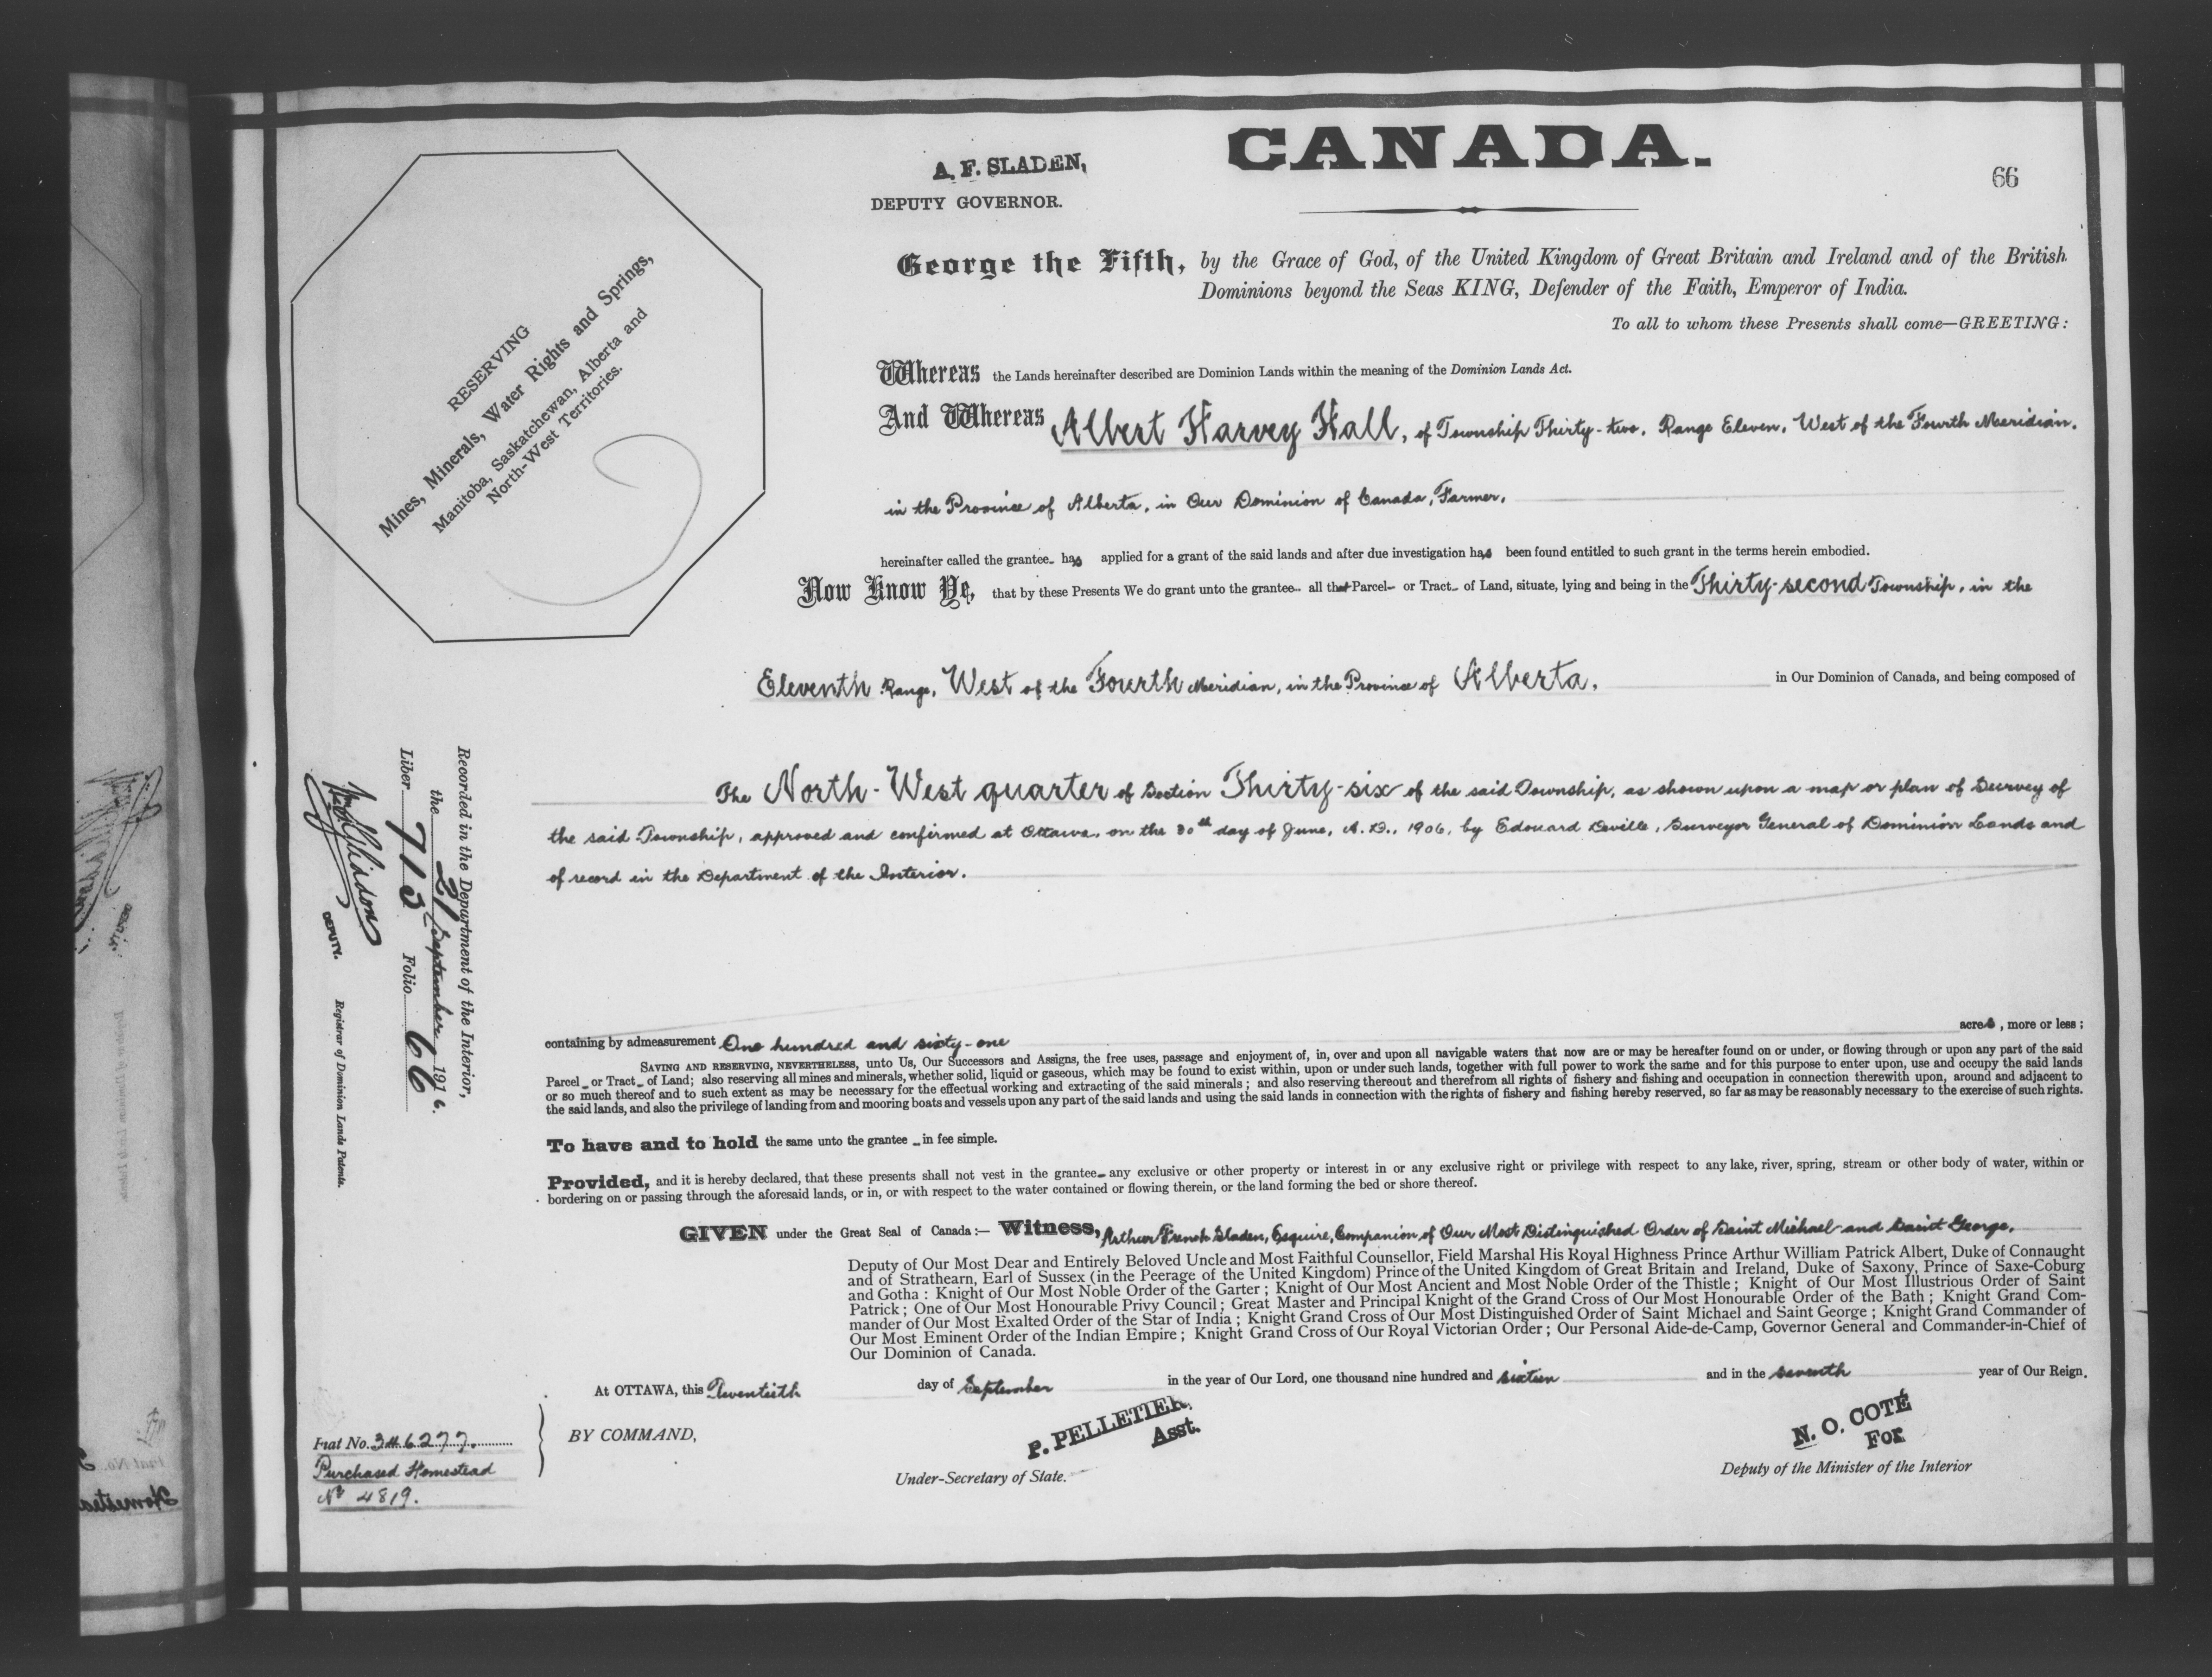 CANADA.
66
A. F. SLADEN,
DEPUTY GOVERNOR.
George the Fifth, by the Grace of God, of the United Kingdom of Great Britain and Ireland and of the British
Dominions beyond the Seas KING, Defender of the Faith, Emperor of India.
To all to whom these Presents shall come—GREETING:
RESERVING
Mines, Minerals, Water Rights and Springs,
Manitoba, Saskatchewan, Alberta and
North-West Territories.
Whereas the Lands hereinafter described are Dominion Lands within the meaning of the Dominion Lands Act.
And Whereas Albert Harvey Hall, of Township Thirty-two, Range Eleven, West of the Fourth Meridian,
in the Province of Alberta, in Our Dominion of Canada, Farmer,
hereinafter called the grantee has applied for a grant of the said lands and after due investigation has been found entitled to such grant in the terms herein embodied.
Now Know Ye, that by these Presents We do grant unto the grantee all that Parcel or Tract of Land, situate, lying and being in the Thirty-second Township, in the
Eleventh Range, West of the Fourth Meridian, in the Province of Alberta, in Our Dominion of Canada, and being composed of
The North-West quarter of Section Thirty-six of the said Township, as shown upon a map or plan of Survey of
the said Township, approved and confirmed at Ottawa, on the 30th day of June, A. D., 1906, by Edouard Deville, Surveyor General of Dominion Lands and
of record in the Department of the Interior.
containing by admeasurement One hundred and sixty-one acres, more or less;
SAVING AND RESERVING, NEVERTHELESS, unto Us, Our Successors and Assigns, the free uses, passage and enjoyment of, in, over and upon all navigable waters that now are or may be hereafter found on or under, or flowing through or upon any part of the said
Parcel or Tract of Land; also reserving all mines and minerals, whether solid, liquid or gaseous, which may be found to exist within, upon or under such lands, together with full power to work the same and for this purpose to enter upon, use and occupy the said lands
or so much thereof and to such extent as may be necessary for the effectual working and extracting of the said minerals; and also reserving thereout and therefrom all rights of fishery and fishing and occupation in connection therewith upon, around and adjacent to
the said lands, and also the privilege of landing from and mooring boats and vessels upon any part of the said lands and using the said lands in connection with the rights of fishery and fishing hereby reserved, so far as may be reasonably necessary to the exercise of such rights.
To have and to hold the same unto the grantee in fee simple.
Provided, and it is hereby declared, that these presents shall not vest in the grantee any exclusive or other property or interest in or any exclusive right or privilege with respect to any lake, river, spring, stream or other body of water, within or
bordering on or passing through the aforesaid lands, or in, or with respect to the water contained or flowing therein, or the land forming the bed or shore thereof.
GIVEN under the Great Seal of Canada:— Witness, Arthur French Sladen, Esquire, Companion of Our Most Distinguished Order of Saint Michael and Saint George,
Deputy of Our Most Dear and Entirely Beloved Uncle and Most Faithful Counsellor, Field Marshal His Royal Highness Prince Arthur William Patrick Albert, Duke of Connaught
and of Strathearn, Earl of Sussex (in the Peerage of the United Kingdom) Prince of the United Kingdom of Great Britain and Ireland, Duke of Saxony, Prince of Saxe-Coburg
and Gotha: Knight of Our Most Noble Order of the Garter; Knight of Our Most Ancient and Most Noble Order of the Thistle; Knight of Our Most Illustrious Order of Saint
Patrick; One of Our Most Honourable Privy Council; Great Master and Principal Knight of the Grand Cross of Our Most Honourable Order of the Bath; Knight Grand Com-
mander of Our Most Exalted Order of the Star of India; Knight Grand Cross of Our Most Distinguished Order of Saint Michael and Saint George; Knight Grand Commander of
Our Most Eminent Order of the Indian Empire; Knight Grand Cross of Our Royal Victorian Order; Our Personal Aide-de-Camp, Governor General and Commander-in-Chief of
Our Dominion of Canada.
At OTTAWA, this Twentieth day of September in the year of Our Lord, one thousand nine hundred and sixteen and in the seventh year of Our Reign.
BY COMMAND,
P. PELLETIER,
Asst.
Under-Secretary of State.
N. O. COTÉ
For
Deputy of the Minister of the Interior
Recorded in the Department of the Interior,
the 21 September 1916.
Liber 713 Folio 66
DEPUTY. Registrar of Dominion Lands Patents.
Fiat No. 346277.
Purchased Homestead
No 4819.